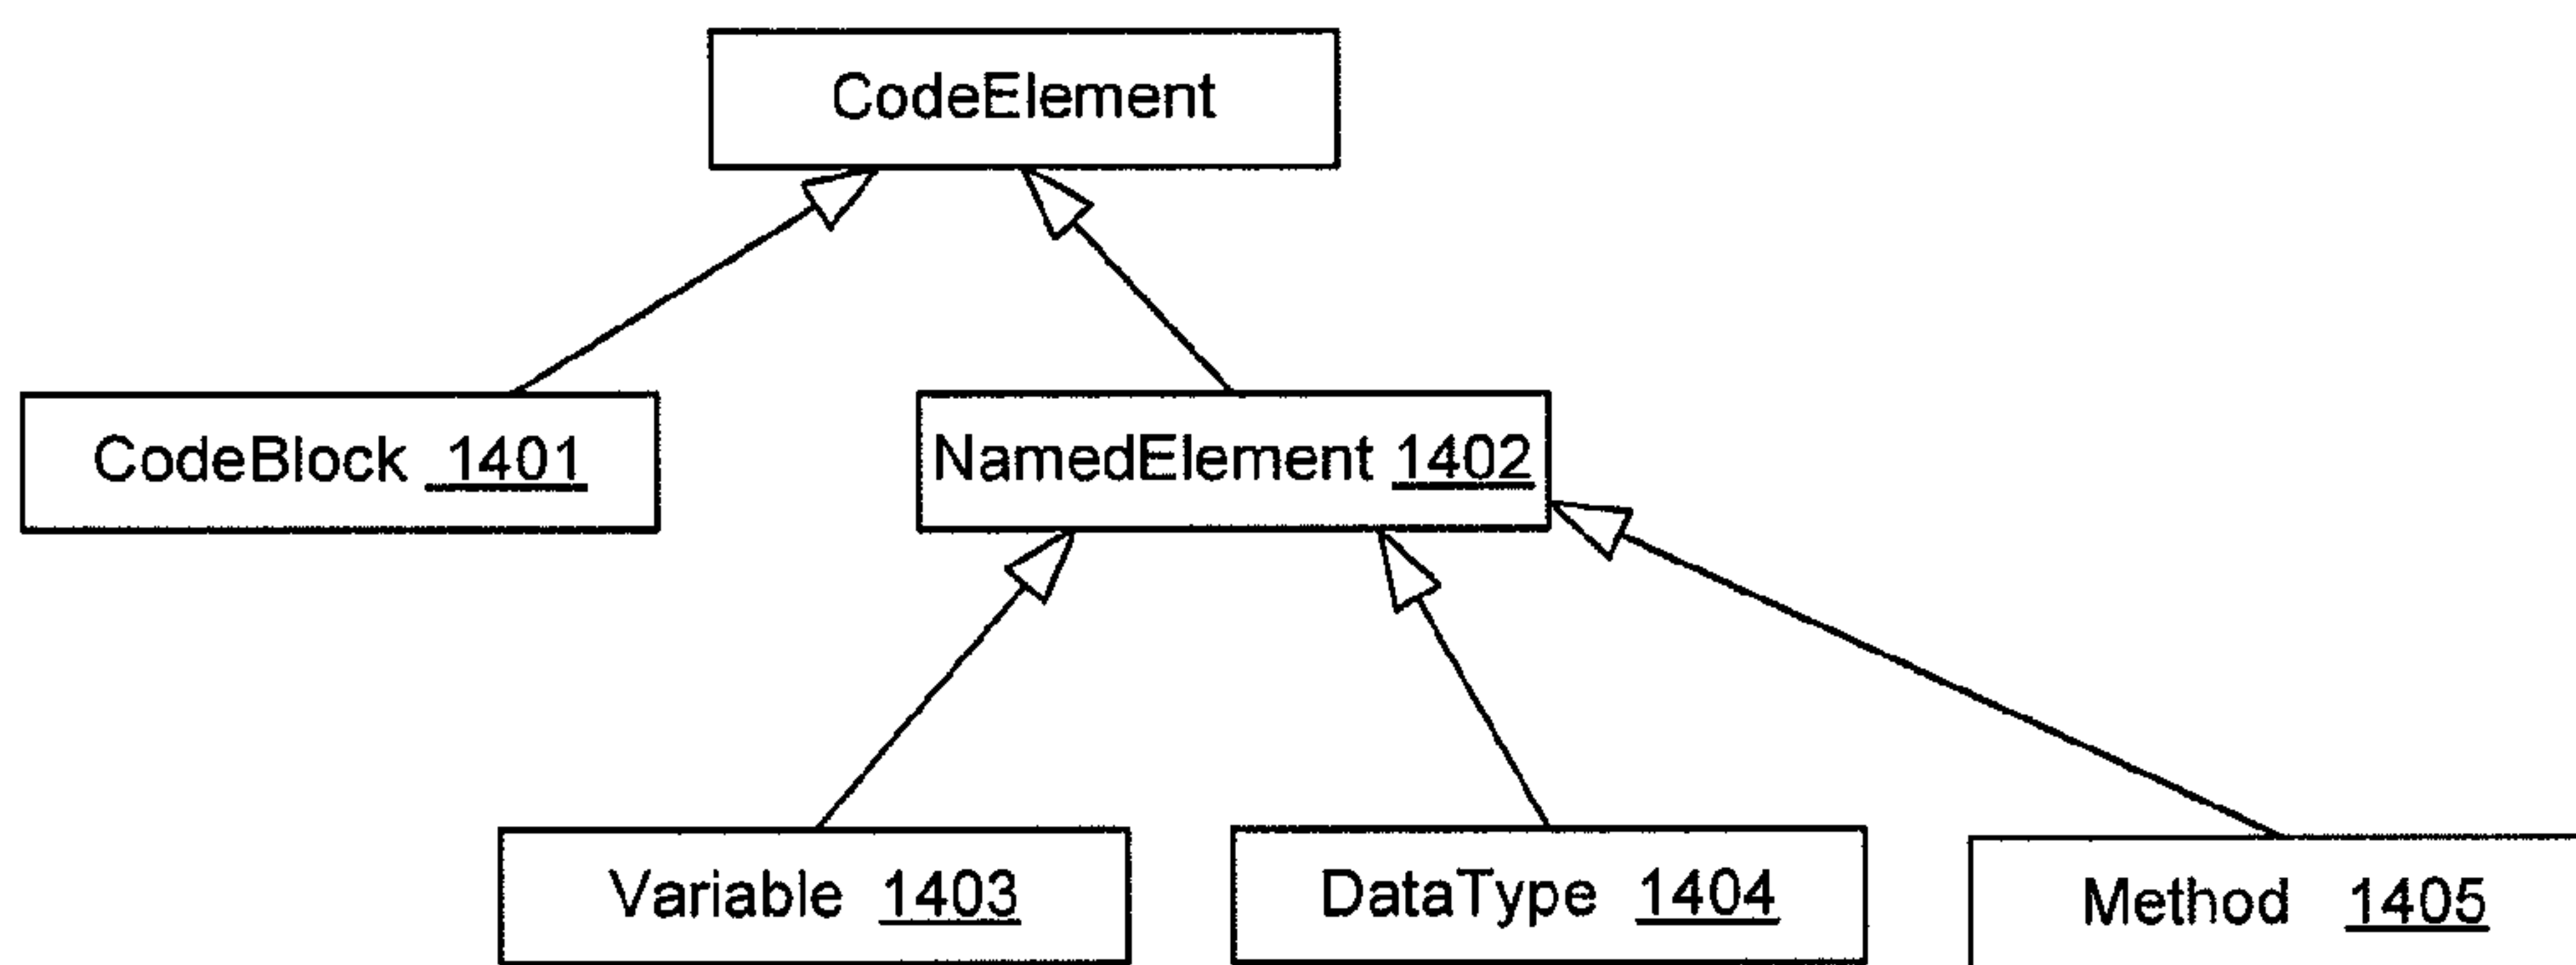 CodeElement
CodeBlock 1401
NamedElement 1402
Variable 1403
DataType 1404
Method 1405